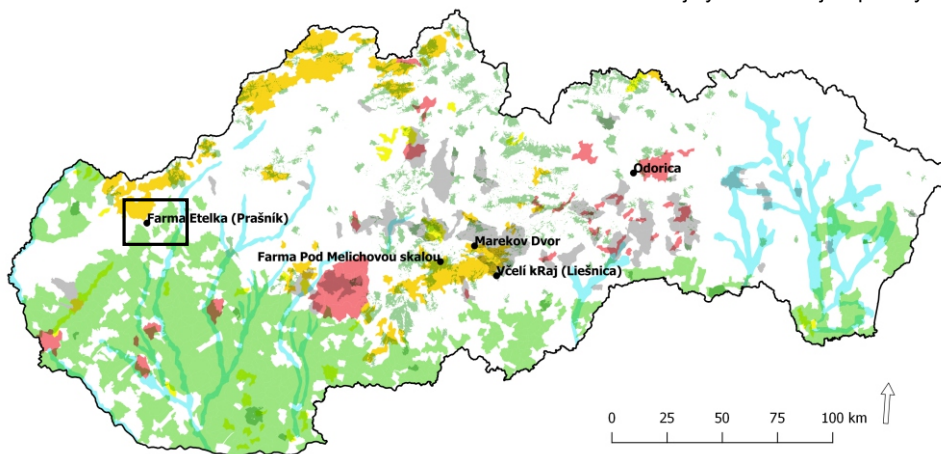 Odorica
Farma Etelka (Prašník)
Marekov Dvor
Farma Pod Melichovou skalou
Včelí kRaj (Liešnica)
0 25 50 75 100 km